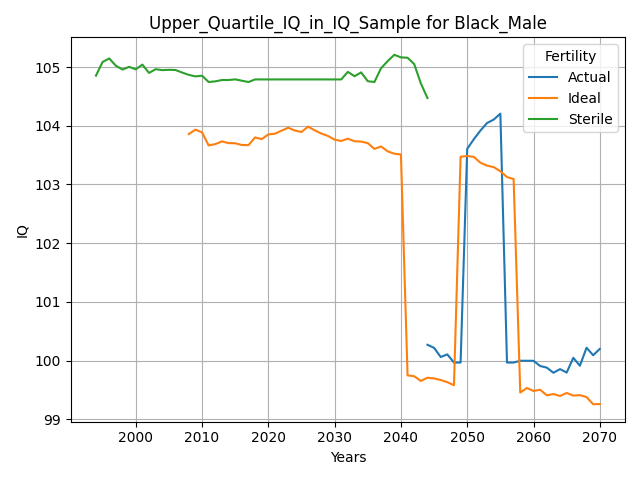 Upper_Quartile_IQ_in_IQ_Sample for Black_Male
Fertility
Actual
Ideal
Sterile
IQ
105
104
103
102
101
100
99
2000 2010 2020 2030 2040 2050 2060 2070
Years